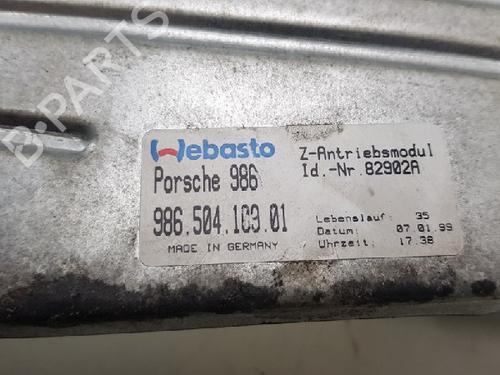 B-PARTS
Webasto
Porsche 986
986.504.103.01
MADE IN GERMANY
Z-Antriebsmodul
Id.-Nr.82902A
Lebenslauf: 35
Datum: 07.01.99
Uhrzeit: 17.38